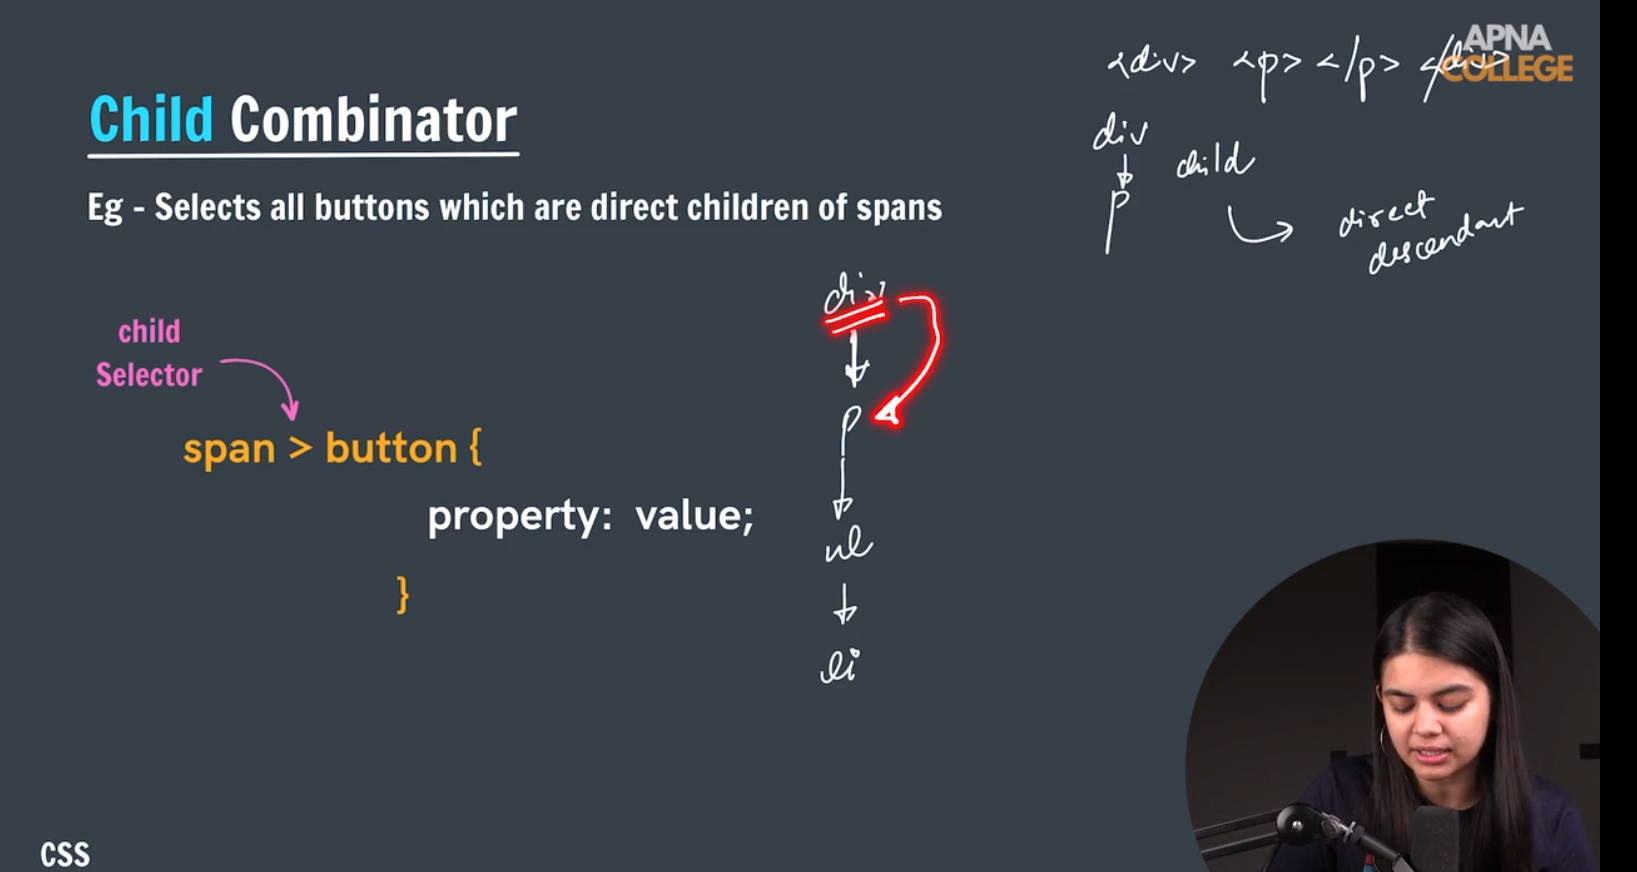 APNA
COLLEGE
<div> <p> </p> </div>
Child Combinator
div
p
child
direct
descendant
Eg - Selects all buttons which are direct children of spans
child
Selector
span > button {
property: value;
}
div
p
ul
li
CSS